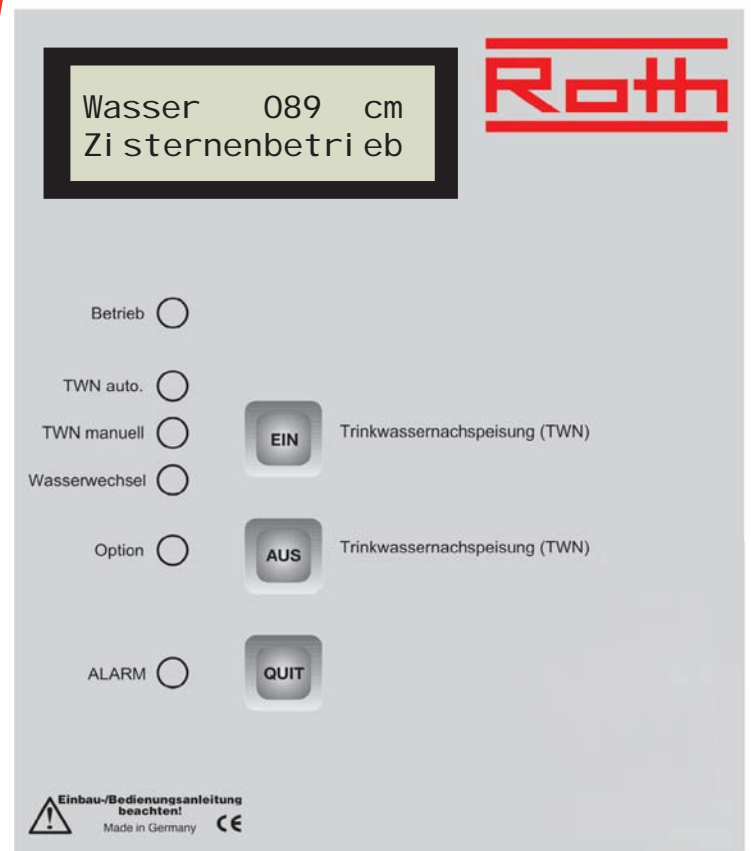 Wasser 089 cm
Zisternenbetrieb
Roth
Betrieb
TWN auto.
TWN manuell
EIN
Trinkwassernachspeisung (TWN)
Wasserwechsel
Option
AUS
Trinkwassernachspeisung (TWN)
ALARM
QUIT
Einbau-/Bedienungsanleitung
beachten!
Made in Germany CE